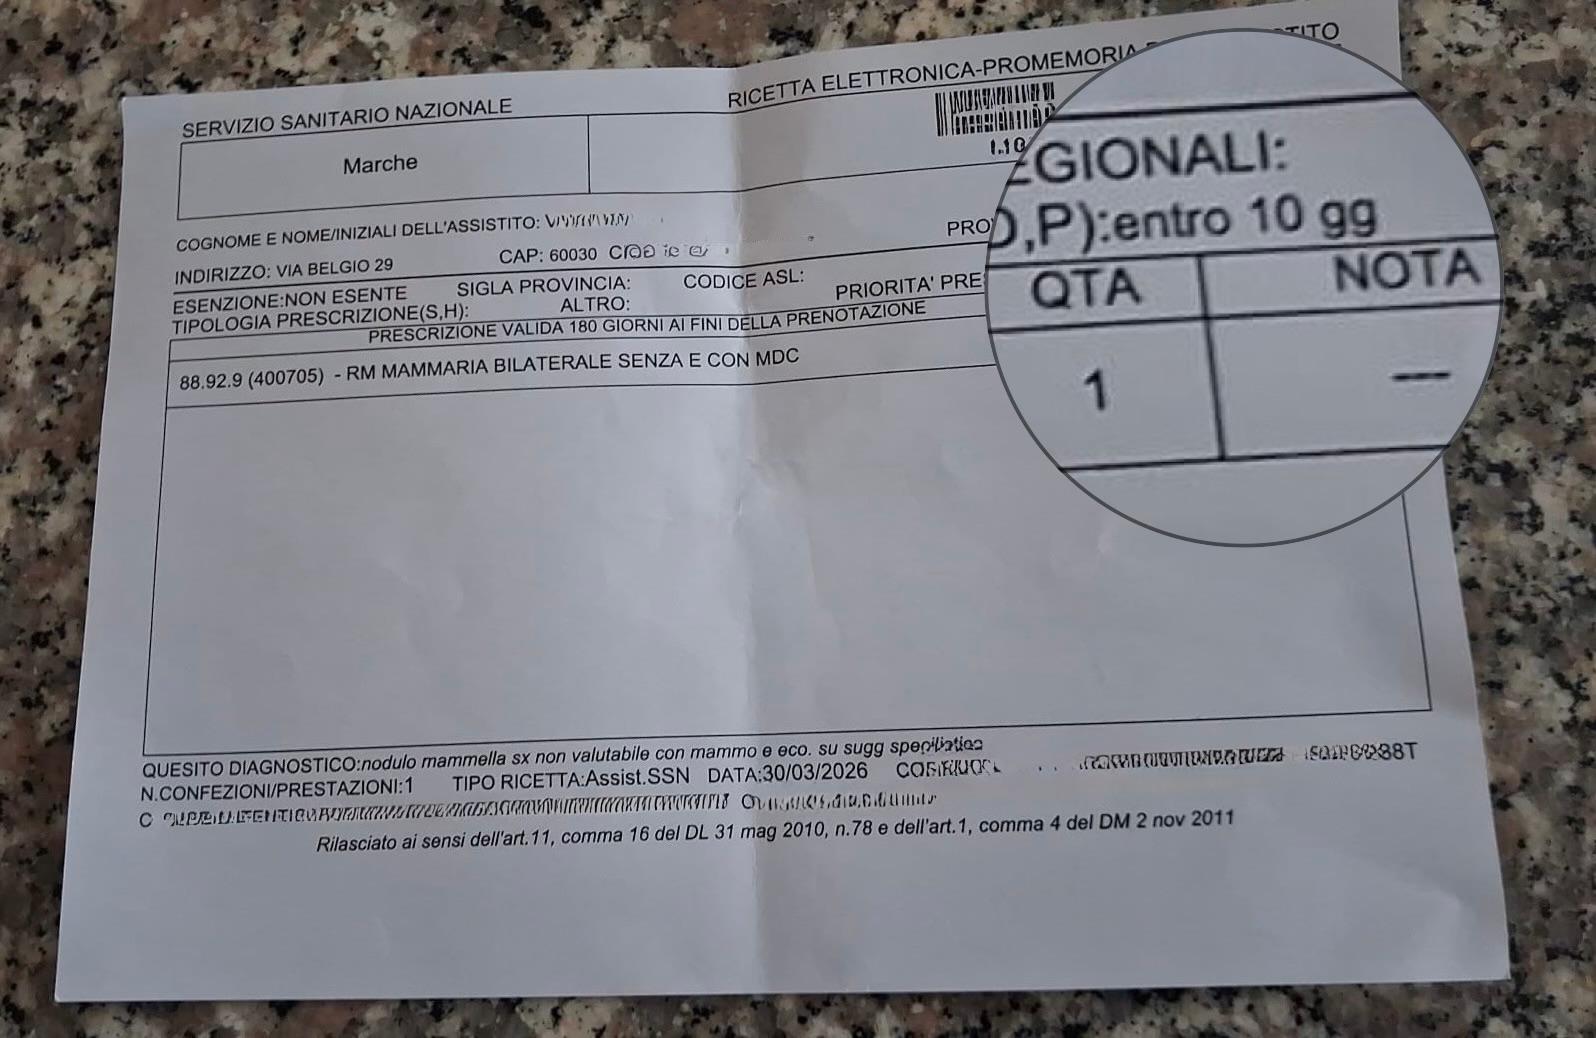 SERVIZIO SANITARIO NAZIONALE
RICETTA ELETTRONICA-PROMEMORIA
Marche
COGNOME E NOME/INIZIALI DELL'ASSISTITO:
INDIRIZZO: VIA BELGIO 29 CAP: 60030
ESENZIONE:NON ESENTE SIGLA PROVINCIA: CODICE ASL:
TIPOLOGIA PRESCRIZIONE(S,H): ALTRO: PRIORITA'
PRESCRIZIONE VALIDA 180 GIORNI AI FINI DELLA PRENOTAZIONE
88.92.9 (400705) - RM MAMMARIA BILATERALE SENZA E CON MDC
EGIONALI:
,P):entro 10 gg
QTA NOTA
1 —
QUESITO DIAGNOSTICO:nodulo mammella sx non valutabile con mammo e eco. su sugg
N.CONFEZIONI/PRESTAZIONI:1 TIPO RICETTA:Assist.SSN DATA:30/03/2026
Rilasciato ai sensi dell'art.11, comma 16 del DL 31 mag 2010, n.78 e dell'art.1, comma 4 del DM 2 nov 2011